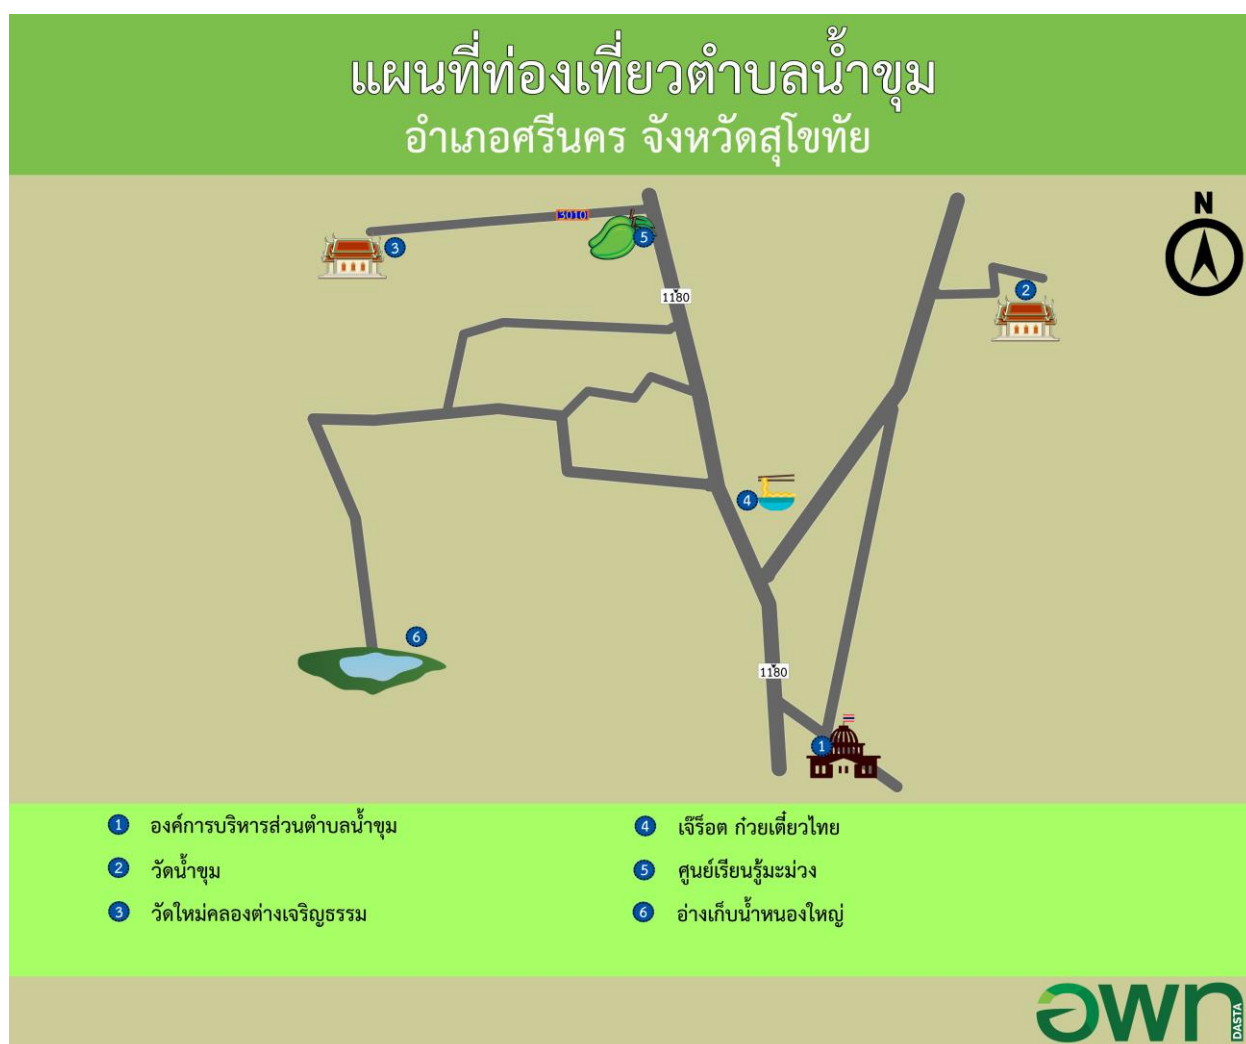 แผนที่ท่องเที่ยวตำบลน้ำขุม
อำเภอศรีนคร จังหวัดสุโขทัย
N
3010
3
5
1180
2
4
6
1180
1
1 องค์การบริหารส่วนตำบลน้ำขุม
2 วัดน้ำขุม
3 วัดใหม่คลองต่างเจริญธรรม
4 เจ๊ร็อต ก๋วยเตี๋ยวไทย
5 ศูนย์เรียนรู้มะม่วง
6 อ่างเก็บน้ำหนองใหญ่
อพท
DASTA